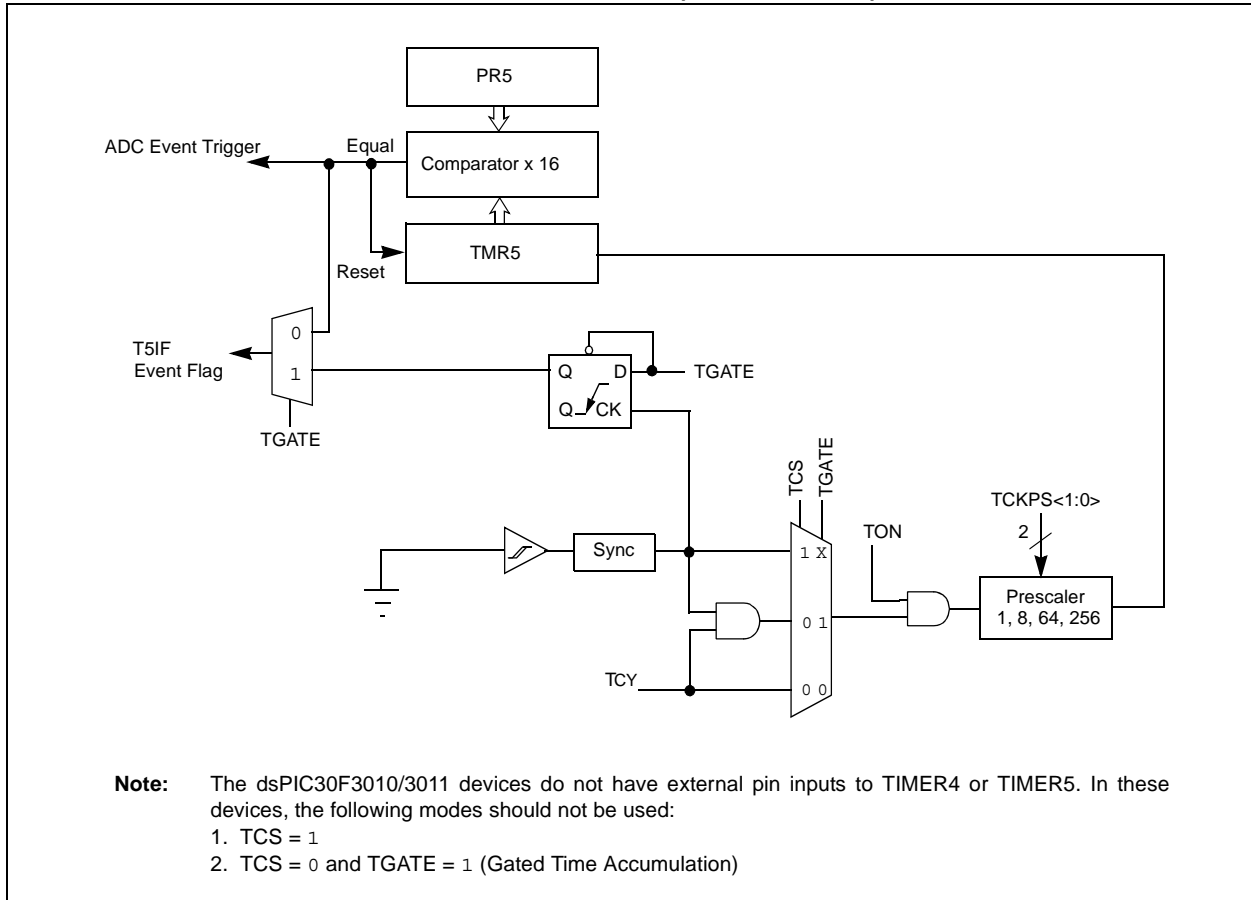 PR5
ADC Event Trigger
Equal
Comparator x 16
TMR5
Reset
0
T5IF
Event Flag
1
TGATE
Q D
TGATE
Q CK
TCS
TGATE
TCKPS<1:0>
2
TON
Sync
1 X
Prescaler
1, 8, 64, 256
0 1
TCY
0 0
Note: The dsPIC30F3010/3011 devices do not have external pin inputs to TIMER4 or TIMER5. In these
devices, the following modes should not be used:
1. TCS = 1
2. TCS = 0 and TGATE = 1 (Gated Time Accumulation)